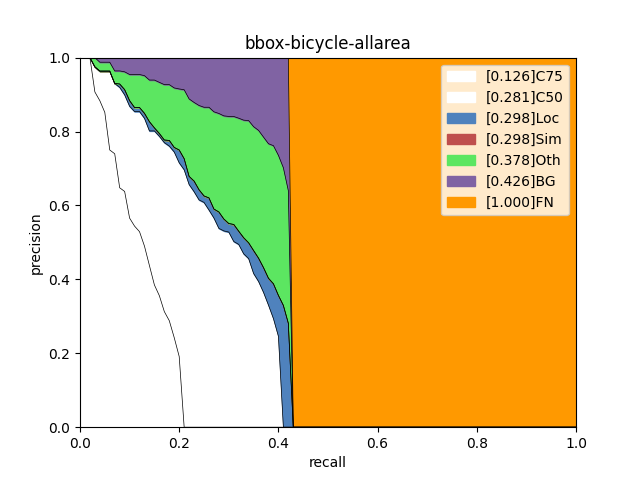 bbox-bicycle-allarea
1.0
0.8
0.6
0.4
0.2
0.0
precision
[0.126]C75
[0.281]C50
[0.298]Loc
[0.298]Sim
[0.378]Oth
[0.426]BG
[1.000]FN
0.0 0.2 0.4 0.6 0.8 1.0
recall